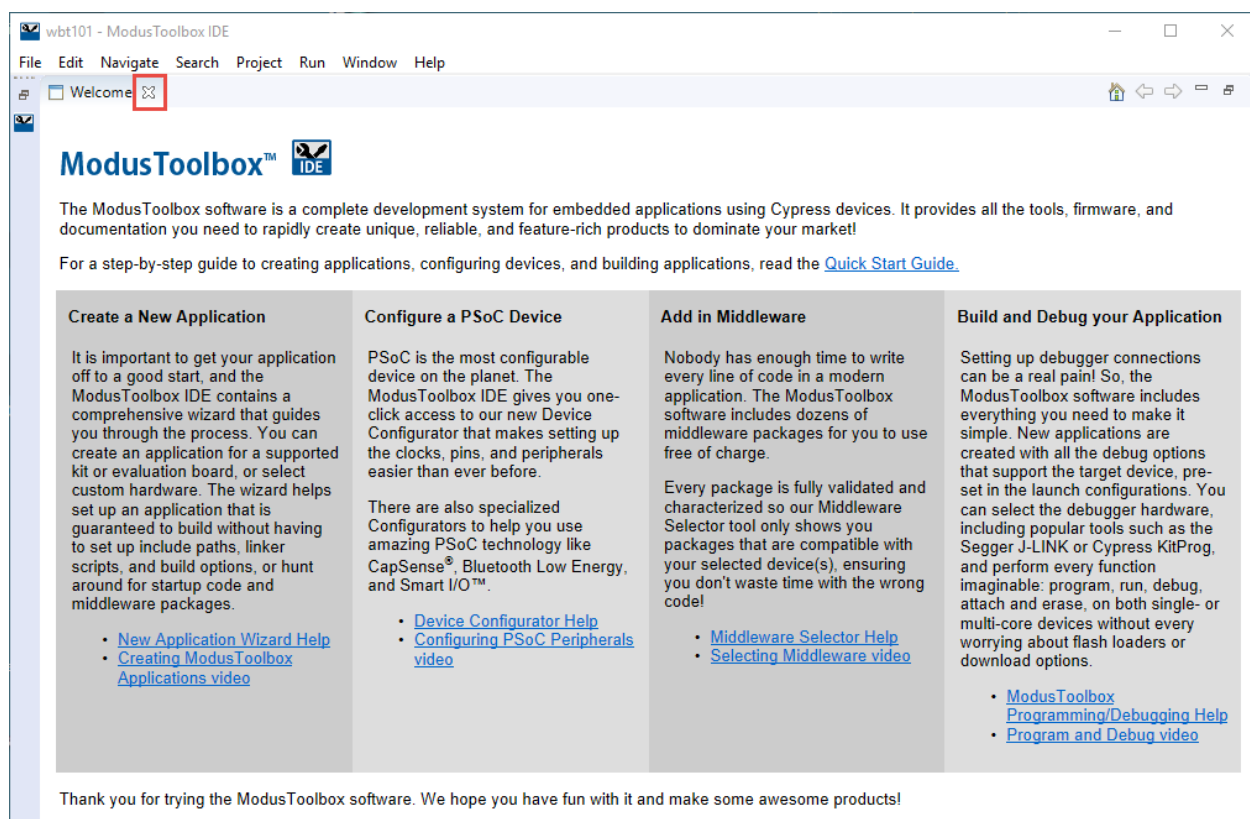 wbt101 - ModusToolbox IDE
File Edit Navigate Search Project Run Window Help
Welcome
ModusToolbox™ IDE
The ModusToolbox software is a complete development system for embedded applications using Cypress devices. It provides all the tools, firmware, and
documentation you need to rapidly create unique, reliable, and feature-rich products to dominate your market!
For a step-by-step guide to creating applications, configuring devices, and building applications, read the Quick Start Guide.
Create a New Application
It is important to get your application
off to a good start, and the
ModusToolbox IDE contains a
comprehensive wizard that guides
you through the process. You can
create an application for a supported
kit or evaluation board, or select
custom hardware. The wizard helps
set up an application that is
guaranteed to build without having
to set up include paths, linker
scripts, and build options, or hunt
around for startup code and
middleware packages.
• New Application Wizard Help
• Creating ModusToolbox
Applications video
Configure a PSoC Device
PSoC is the most configurable
device on the planet. The
ModusToolbox IDE gives you one-
click access to our new Device
Configurator that makes setting up
the clocks, pins, and peripherals
easier than ever before.
There are also specialized
Configurators to help you use
amazing PSoC technology like
CapSense®, Bluetooth Low Energy,
and Smart I/O™.
• Device Configurator Help
• Configuring PSoC Peripherals
video
Add in Middleware
Nobody has enough time to write
every line of code in a modern
application. The ModusToolbox
software includes dozens of
middleware packages for you to use
free of charge.
Every package is fully validated and
characterized so our Middleware
Selector tool only shows you
packages that are compatible with
your selected device(s), ensuring
you don't waste time with the wrong
code!
• Middleware Selector Help
• Selecting Middleware video
Build and Debug your Application
Setting up debugger connections
can be a real pain! So, the
ModusToolbox software includes
everything you need to make it
simple. New applications are
created with all the debug options
that support the target device, pre-
set in the launch configurations. You
can select the debugger hardware,
including popular tools such as the
Segger J-LINK or Cypress KitProg,
and perform every function
imaginable: program, run, debug,
attach and erase, on both single- or
multi-core devices without every
worrying about flash loaders or
download options.
• ModusToolbox
Programming/Debugging Help
• Program and Debug video
Thank you for trying the ModusToolbox software. We hope you have fun with it and make some awesome products!